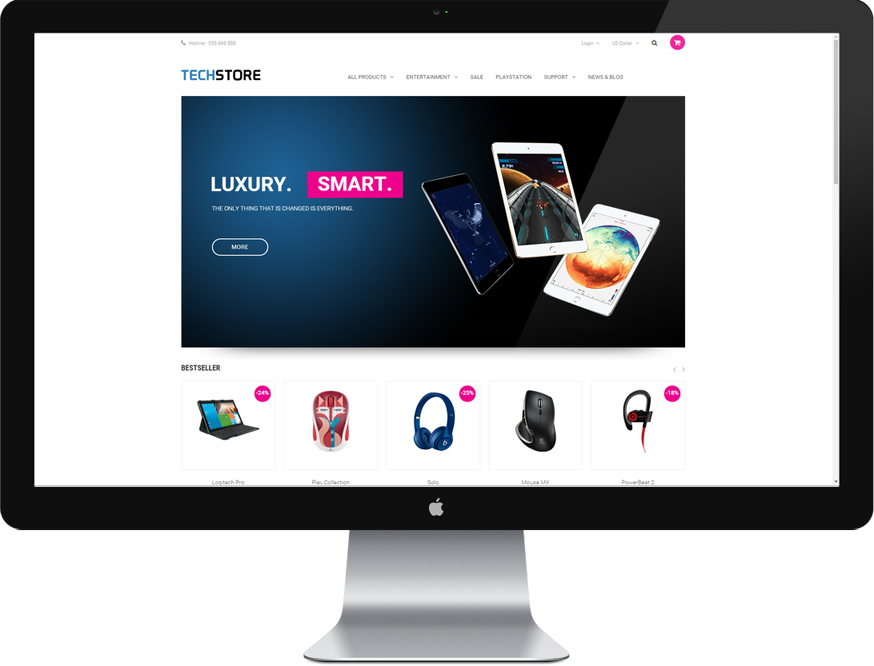 Hotline : 555 666 888
Login
US Dollar
TECHSTORE
ALL PRODUCTS
ENTERTAINMENT
SALE
PLAYSTATION
SUPPORT
NEWS & BLOG
LUXURY. SMART.
THE ONLY THING THAT IS CHANGED IS EVERYTHING.
MORE
BESTSELLER
-24%
-25%
-18%
Logitech Pro
Play Collection
Solo
Mouse MX
PowerBeat 2